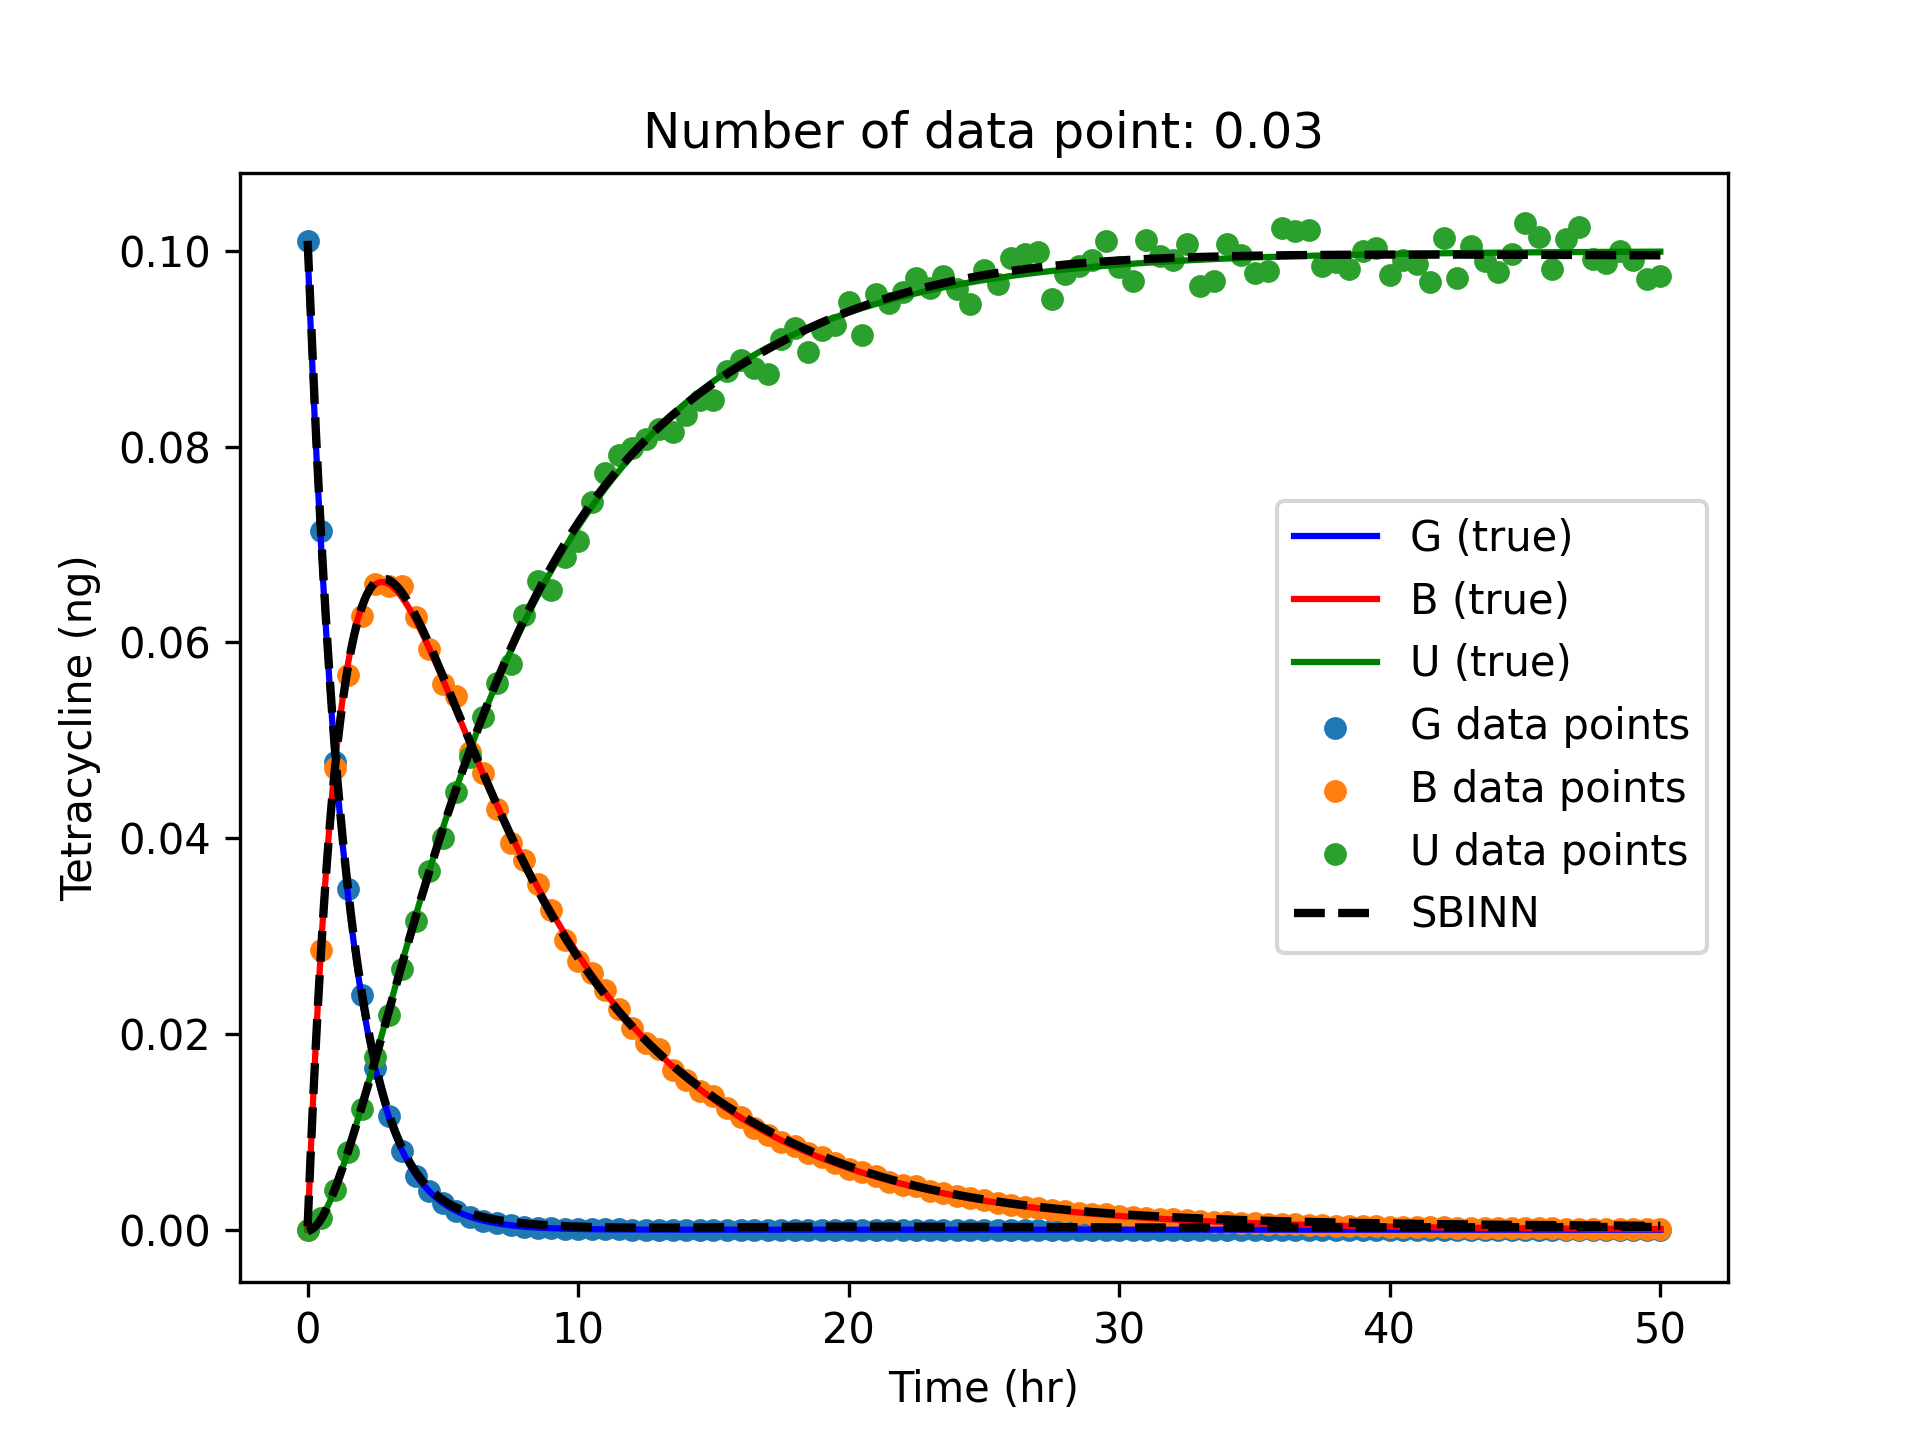 Number of data point: 0.03
Tetracycline (ng)
0.10
0.08
0.06
0.04
0.02
0.00
G (true)
B (true)
U (true)
G data points
B data points
U data points
SBINN
0 10 20 30 40 50
Time (hr)